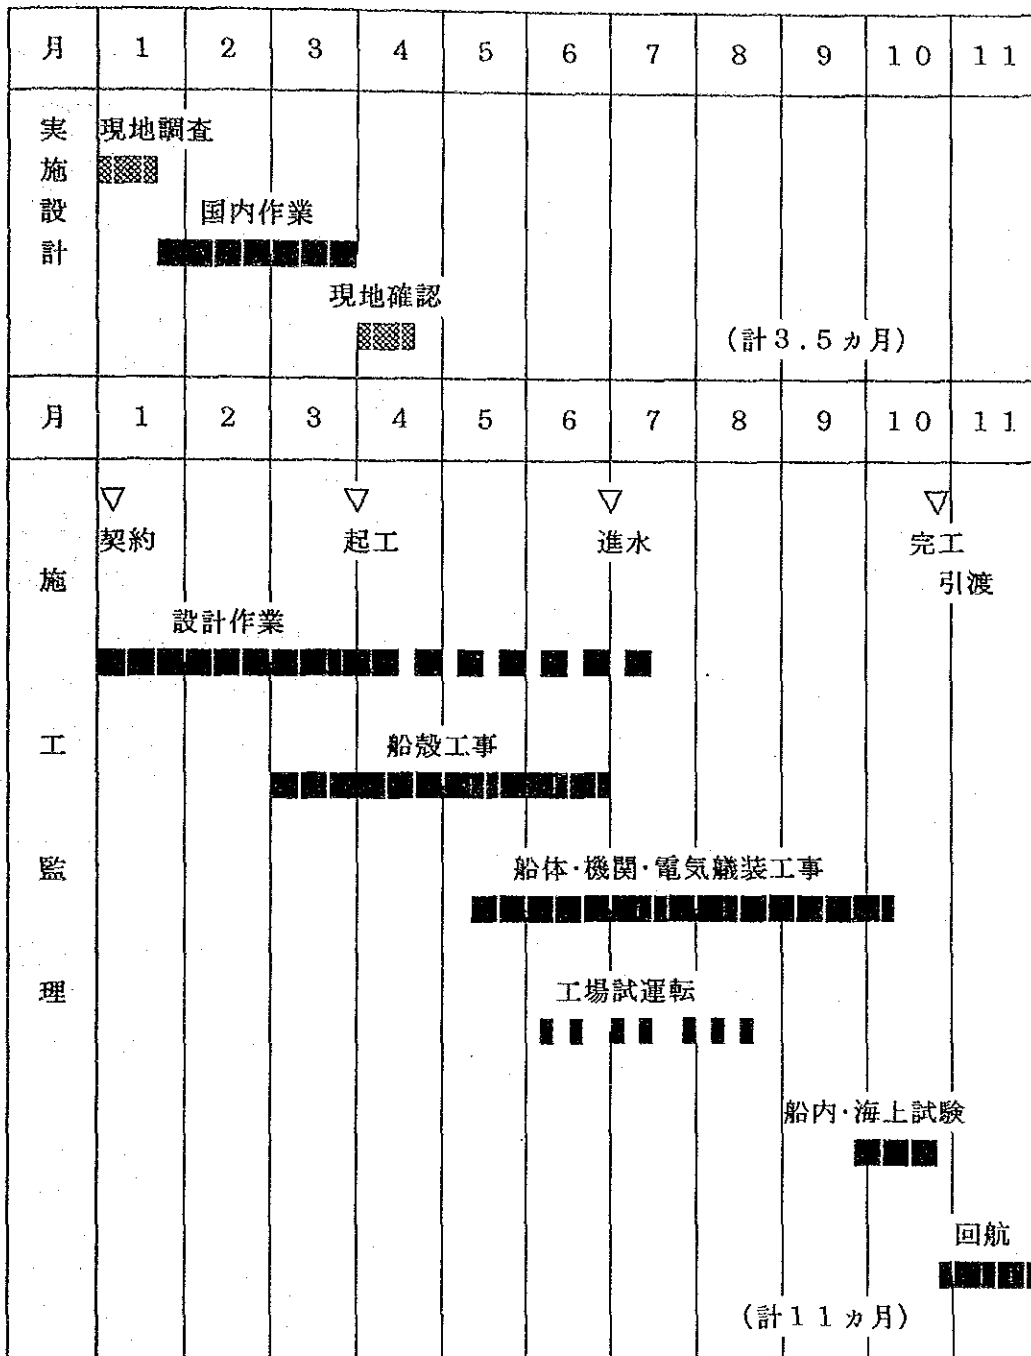 月 1 2 3 4 5 6 7 8 9 10 11
実施設計
現地調査
国内作業
現地確認
(計3.5ヵ月)
月 1 2 3 4 5 6 7 8 9 10 11
施工監理
▽ ▽ ▽ ▽
契約 起工 進水 完工
引渡
設計作業
船殻工事
船体・機関・電気艤装工事
工場試運転
船内・海上試験
回航
(計11ヵ月)